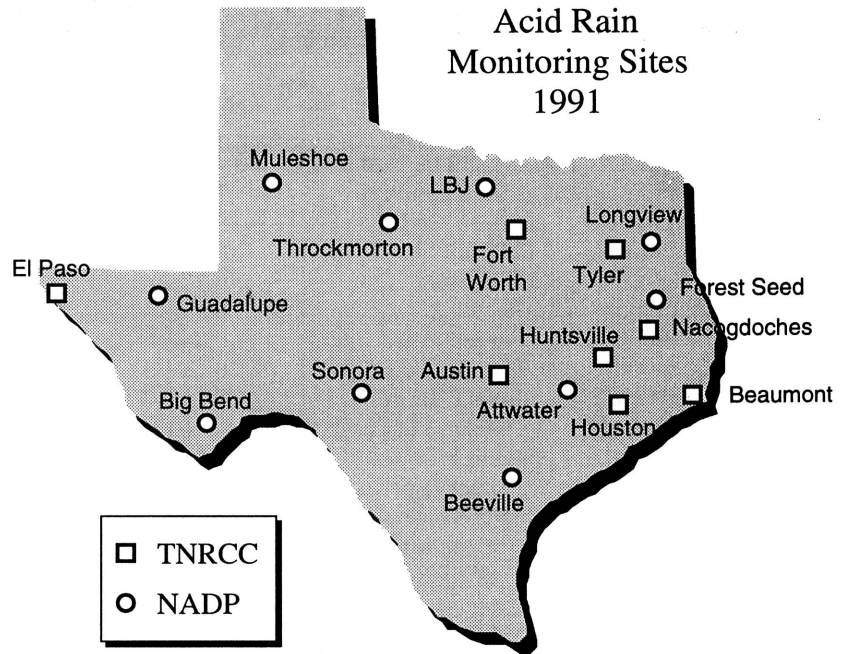 Acid Rain
Monitoring Sites
1991
Muleshoe
LBJ
Longview
Throckmorton
Fort
Worth
Tyler
El Paso
Guadalupe
Forest Seed
Nacogdoches
Huntsville
Sonora
Austin
Big Bend
Attwater
Beaumont
Houston
Beeville
TNRCC
NADP